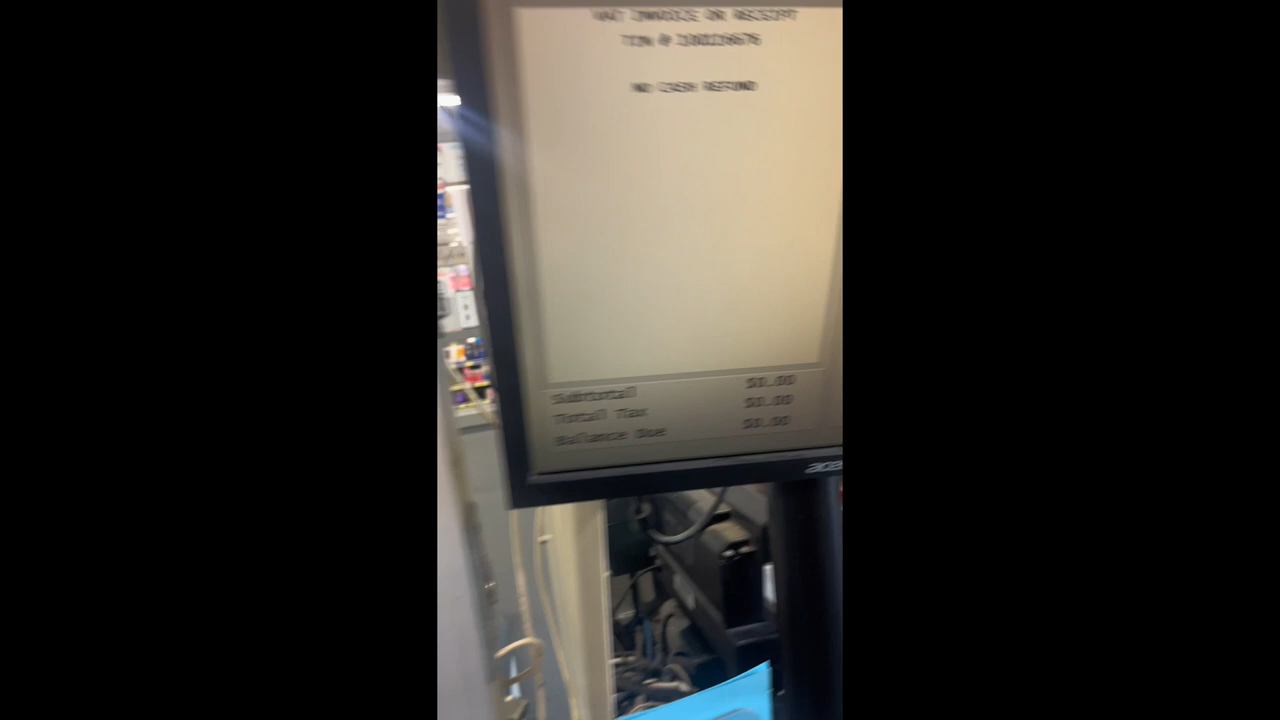 VAT INVOICE OR RECEIPT
TIN #
NO CASH REFUND
Subtotal $0.00
Total Tax $0.00
Balance Due $0.00
acer